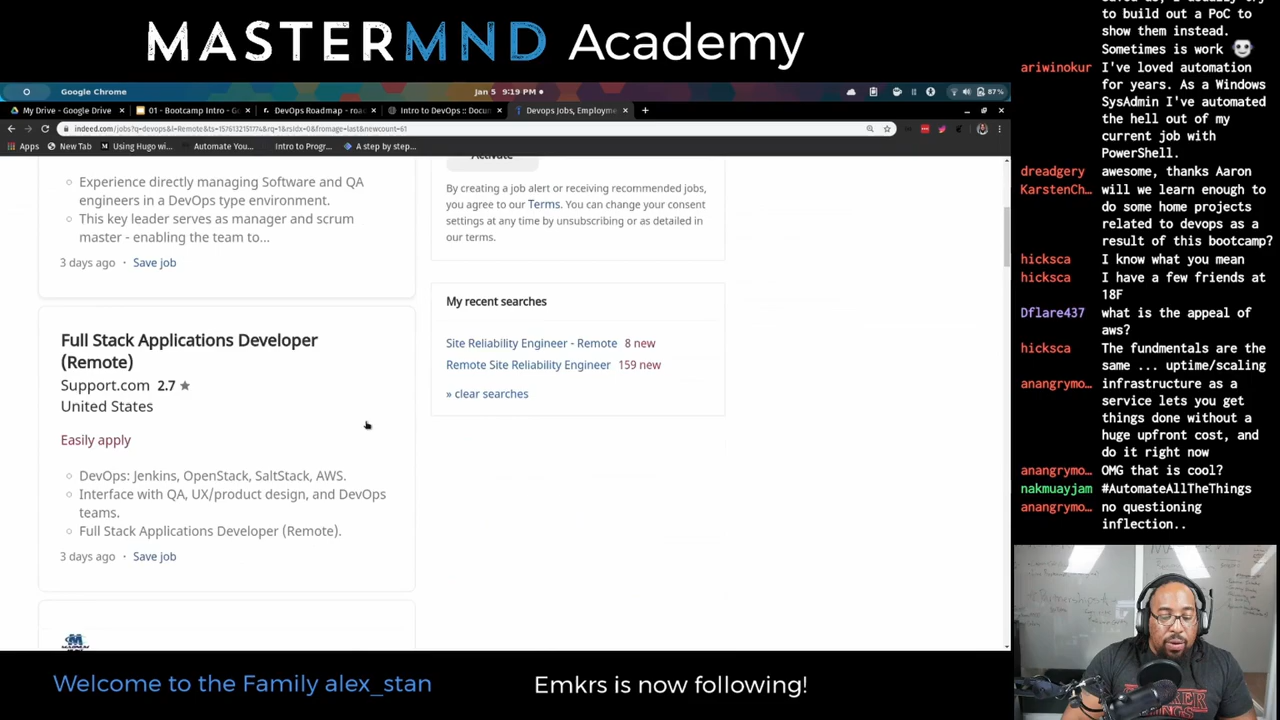 MASTERMND Academy
Google Chrome
Jan 5 9:19 PM
87%
My Drive - Google Drive
01 - Bootcamp Intro - G
DevOps Roadmap - roa
Intro to DevOps :: Docu
Devops Jobs, Employme
Apps
New Tab
Using Hugo wi...
Automate You...
Intro to Progr...
A step by step...
Experience directly managing Software and QA
engineers in a DevOps type environment.
This key leader serves as manager and scrum
master - enabling the team to...
3 days ago · Save job
Full Stack Applications Developer
(Remote)
Support.com 2.7 ★
United States
Easily apply
DevOps: Jenkins, OpenStack, SaltStack, AWS.
Interface with QA, UX/product design, and DevOps
teams.
Full Stack Applications Developer (Remote).
3 days ago · Save job
Activate
By creating a job alert or receiving recommended jobs,
you agree to our Terms. You can change your consent
settings at any time by unsubscribing or as detailed in
our terms.
My recent searches
Site Reliability Engineer - Remote 8 new
Remote Site Reliability Engineer 159 new
» clear searches
to build out a PoC to
show them instead.
Sometimes is work
ariwinokur I've loved automation
for years. As a Windows
SysAdmin I've automated
the hell out of my
current job with
PowerShell.
dreadgery awesome, thanks Aaron
KarstenCh… will we learn enough to
do some home projects
related to devops as a
result of this bootcamp?
hicksca I know what you mean
hicksca I have a few friends at
18F
Dflare437 what is the appeal of
aws?
hicksca The fundmentals are the
same ... uptime/scaling
anangrymo… infrastructure as a
service lets you get
things done without a
huge upfront cost, and
do it right now
anangrymo… OMG that is cool?
nakmuayjam #AutomateAllTheThings
anangrymo… no questioning
inflection..
Welcome to the Family alex_stan
Emkrs is now following!